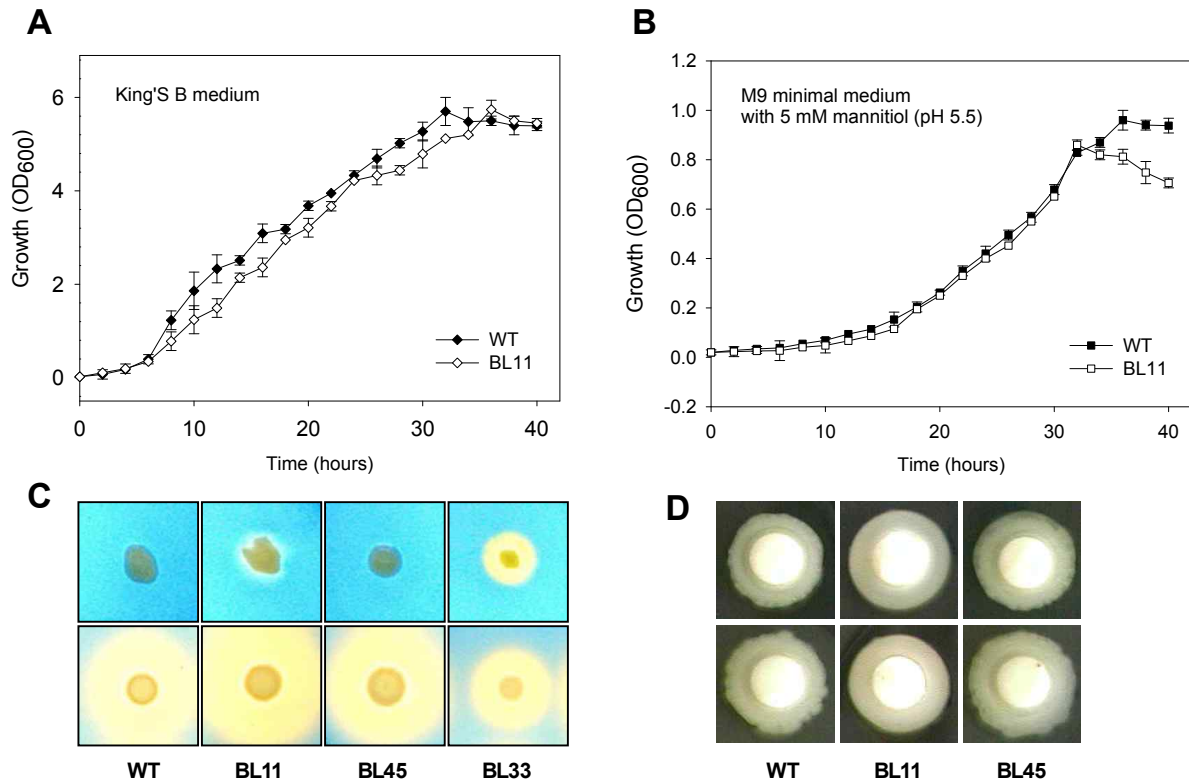 A
King'S B medium
Growth (OD600)
6
4
2
0
WT
BL11
0 10 20 30 40
Time (hours)
B
M9 minimal medium
with 5 mM mannitiol (pH 5.5)
Growth (OD600)
1.2
1.0
0.8
0.6
0.4
0.2
0.0
-0.2
WT
BL11
0 10 20 30 40
Time (hours)
C
WT BL11 BL45 BL33
D
WT BL11 BL45